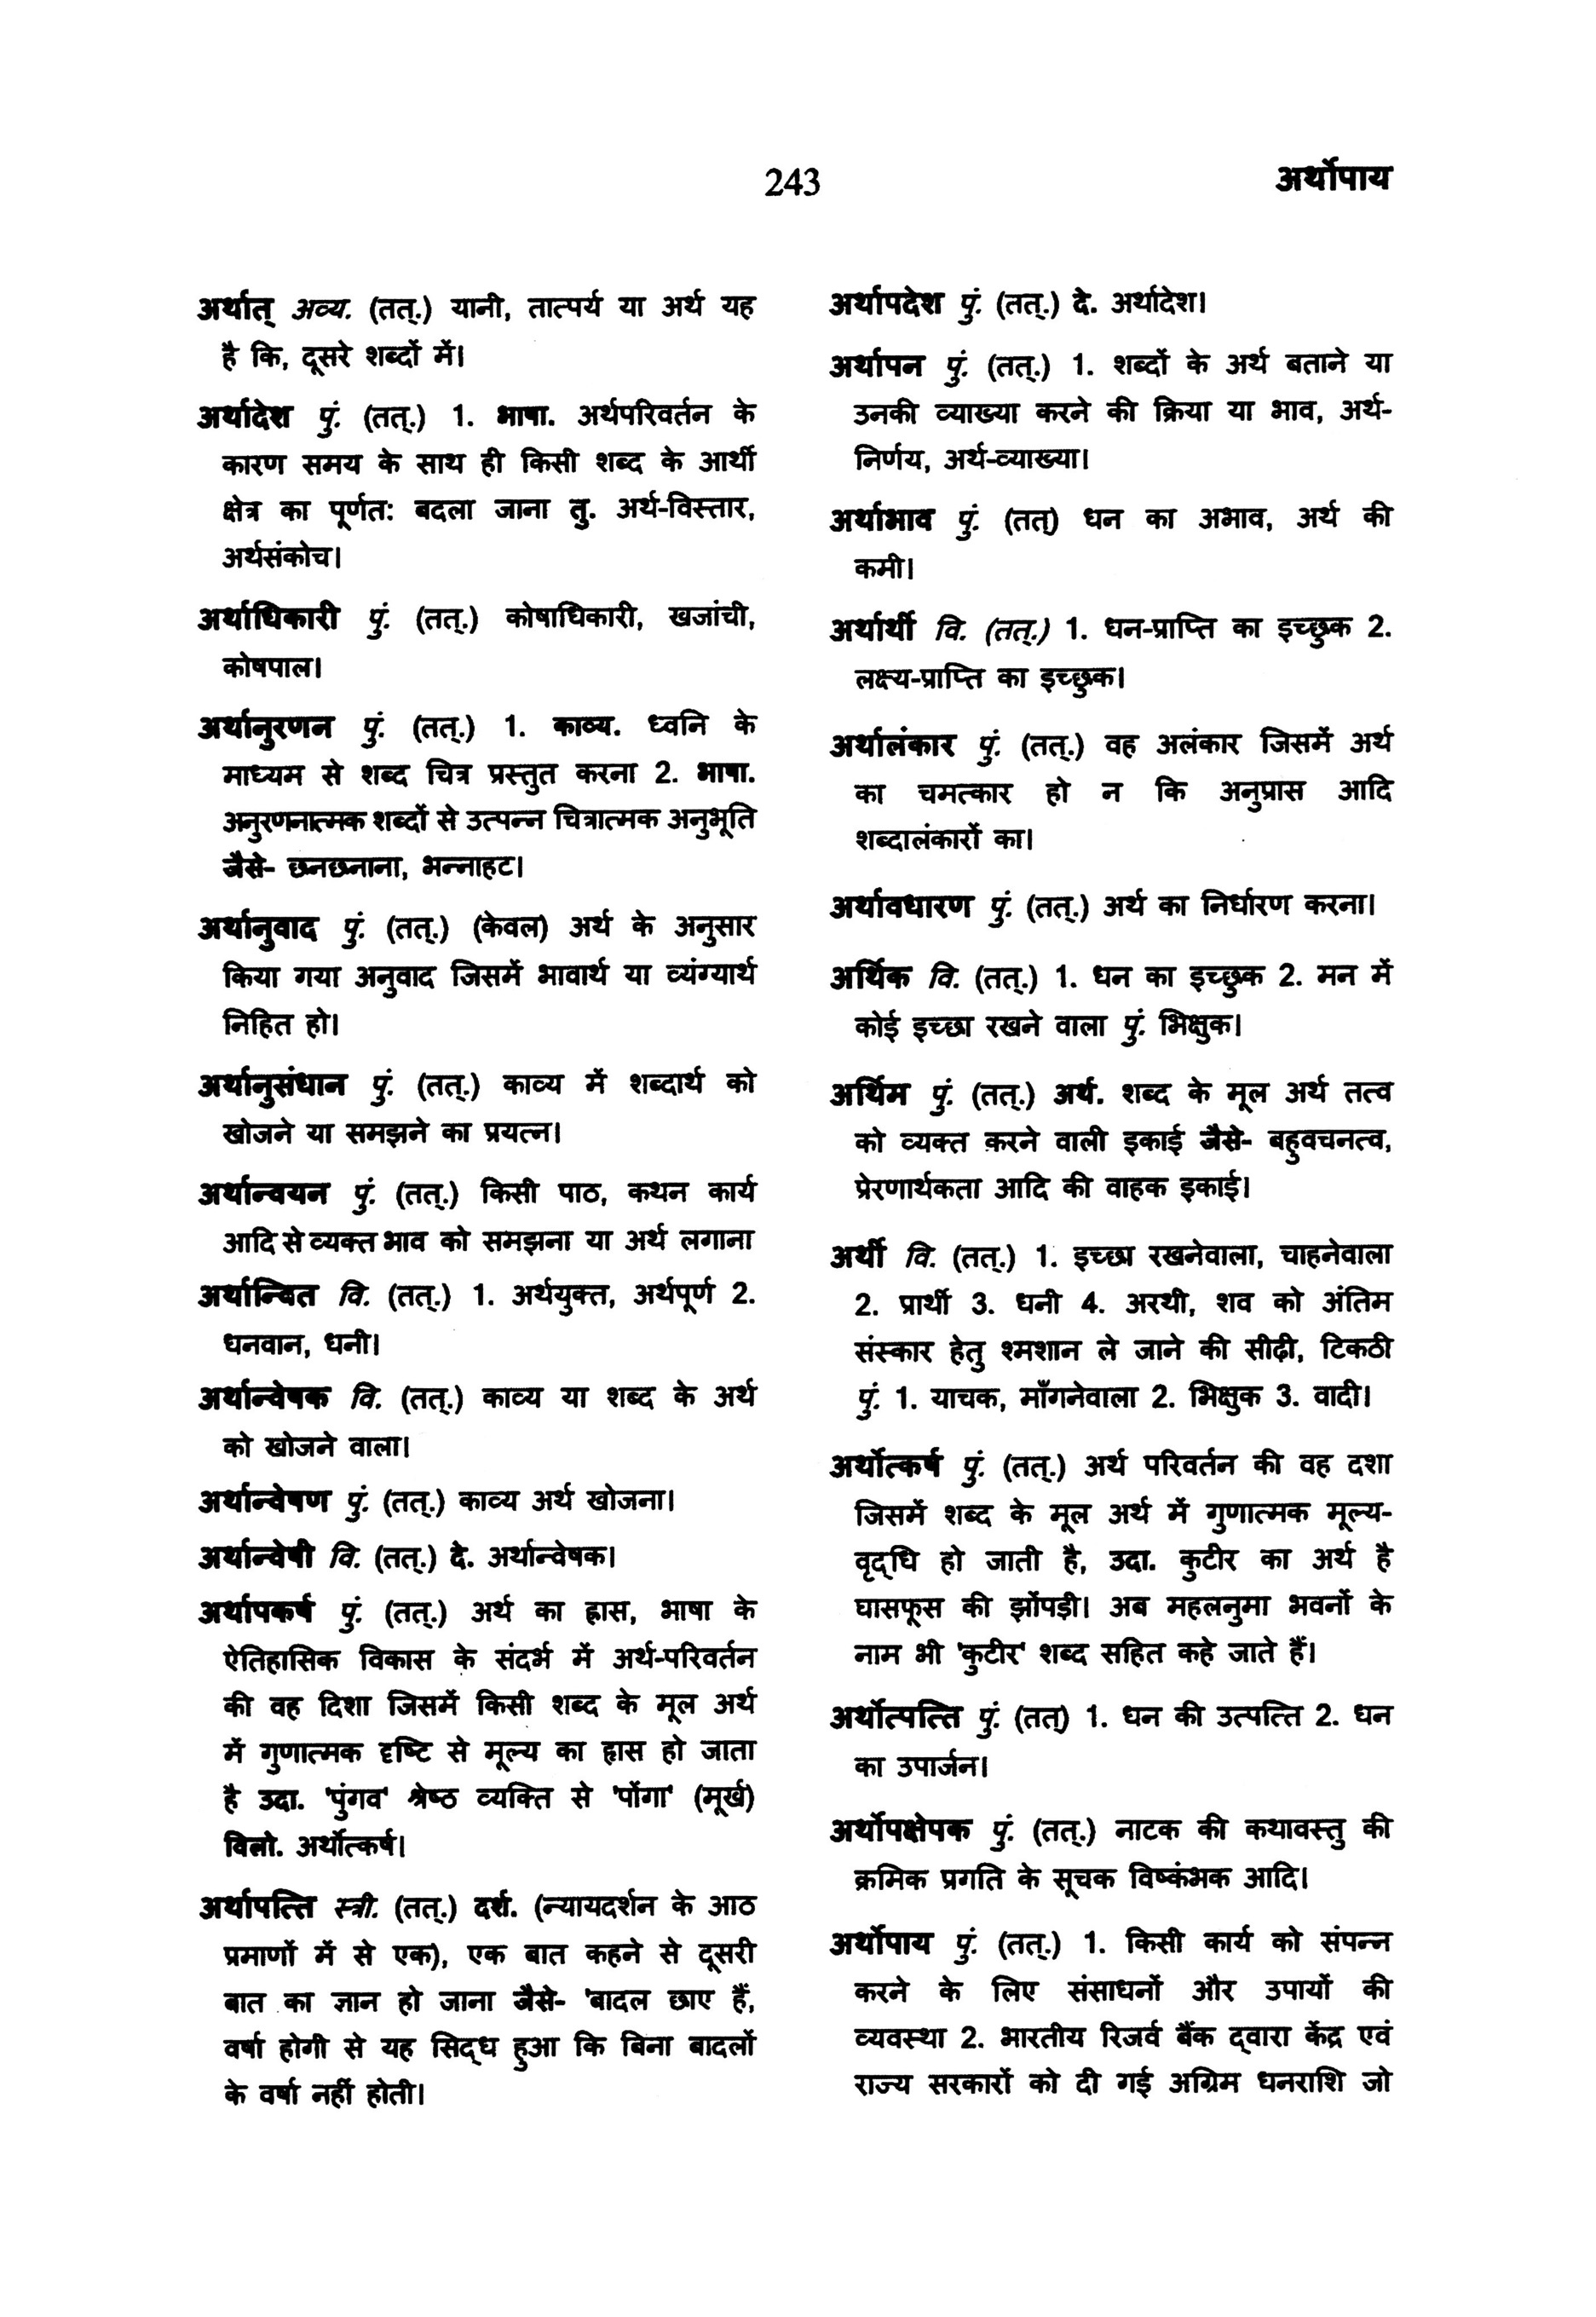 243
अर्थोपाय
अर्थात् अव्य. (तत्.) यानी, तात्पर्य या अर्थ यह
है कि, दूसरे शब्दों में।
अर्थादेश पुं. (तत्.) 1. भाषा. अर्थपरिवर्तन के
कारण समय के साथ ही किसी शब्द के आर्थी
क्षेत्र का पूर्णत: बदला जाना तु. अर्थ-विस्तार,
अर्थसंकोच।
अर्थाधिकारी पुं. (तत्.) कोषाधिकारी, खजांची,
कोषपाल।
अर्थानुरणन पुं. (तत्.) 1. काव्य. ध्वनि के
माध्यम से शब्द चित्र प्रस्तुत करना 2. भाषा.
अनुरणनात्मक शब्दों से उत्पन्न चित्रात्मक अनुभूति
जैसे- छनछनाना, भन्नाहट।
अर्थानुवाद पुं. (तत्.) (केवल) अर्थ के अनुसार
किया गया अनुवाद जिसमें भावार्थ या व्यंग्यार्थ
निहित हो।
अर्थानुसंधान पुं. (तत्.) काव्य में शब्दार्थ को
खोजने या समझने का प्रयत्न।
अर्थान्वयन पुं. (तत्.) किसी पाठ, कथन कार्य
आदि से व्यक्त भाव को समझना या अर्थ लगाना
अर्थान्वित वि. (तत्.) 1. अर्थयुक्त, अर्थपूर्ण 2.
धनवान, धनी।
अर्थान्वेषक वि. (तत्.) काव्य या शब्द के अर्थ
को खोजने वाला।
अर्थान्वेषण पुं. (तत्.) काव्य अर्थ खोजना।
अर्थान्वेषी वि. (तत्.) दे. अर्थान्वेषक।
अर्थापकर्ष पुं. (तत्.) अर्थ का ह्रास, भाषा के
ऐतिहासिक विकास के संदर्भ में अर्थ-परिवर्तन
की वह दिशा जिसमें किसी शब्द के मूल अर्थ
में गुणात्मक दृष्टि से मूल्य का ह्रास हो जाता
है उदा. 'पुंगव' श्रेष्ठ व्यक्ति से 'पोंगा' (मूर्ख)
विलो. अर्थोत्कर्ष।
अर्थापत्ति स्त्री. (तत्.) दर्श. (न्यायदर्शन के आठ
प्रमाणों में से एक), एक बात कहने से दूसरी
बात का ज्ञान हो जाना जैसे- 'बादल छाए हैं,
वर्षा होगी से यह सिद्ध हुआ कि बिना बादलों
के वर्षा नहीं होती।
अर्थापदेश पुं. (तत्.) दे. अर्थादेश।
अर्थापन पुं. (तत्.) 1. शब्दों के अर्थ बताने या
उनकी व्याख्या करने की क्रिया या भाव, अर्थ-
निर्णय, अर्थ-व्याख्या।
अर्थाभाव पुं. (तत्) धन का अभाव, अर्थ की
कमी।
अर्थार्थी वि. (तत्.) 1. धन-प्राप्ति का इच्छुक 2.
लक्ष्य-प्राप्ति का इच्छुक।
अर्थालंकार पुं. (तत्.) वह अलंकार जिसमें अर्थ
का चमत्कार हो न कि अनुप्रास आदि
शब्दालंकारों का।
अर्थावधारण पुं. (तत्.) अर्थ का निर्धारण करना।
अर्थिक वि. (तत्.) 1. धन का इच्छुक 2. मन में
कोई इच्छा रखने वाला पुं. भिक्षुक।
अर्थिम पुं. (तत्.) अर्थ. शब्द के मूल अर्थ तत्व
को व्यक्त करने वाली इकाई जैसे- बहुवचनत्व,
प्रेरणार्थकता आदि की वाहक इकाई।
अर्थी वि. (तत्.) 1. इच्छा रखनेवाला, चाहनेवाला
2. प्रार्थी 3. धनी 4. अरथी, शव को अंतिम
संस्कार हेतु श्मशान ले जाने की सीढ़ी, टिकठी
पुं. 1. याचक, माँगनेवाला 2. भिक्षुक 3. वादी।
अर्थोत्कर्ष पुं. (तत्.) अर्थ परिवर्तन की वह दशा
जिसमें शब्द के मूल अर्थ में गुणात्मक मूल्य-
वृद्धि हो जाती है, उदा. कुटीर का अर्थ है
घासफूस की झोंपड़ी। अब महलनुमा भवनों के
नाम भी 'कुटीर' शब्द सहित कहे जाते हैं।
अर्थोत्पत्ति पुं. (तत्) 1. धन की उत्पत्ति 2. धन
का उपार्जन।
अर्थोपक्षेपक पुं. (तत्.) नाटक की कथावस्तु की
क्रमिक प्रगति के सूचक विष्कंभक आदि।
अर्थोपाय पुं. (तत्.) 1. किसी कार्य को संपन्न
करने के लिए संसाधनों और उपायों की
व्यवस्था 2. भारतीय रिजर्व बैंक द्वारा केंद्र एवं
राज्य सरकारों को दी गई अग्रिम धनराशि जो